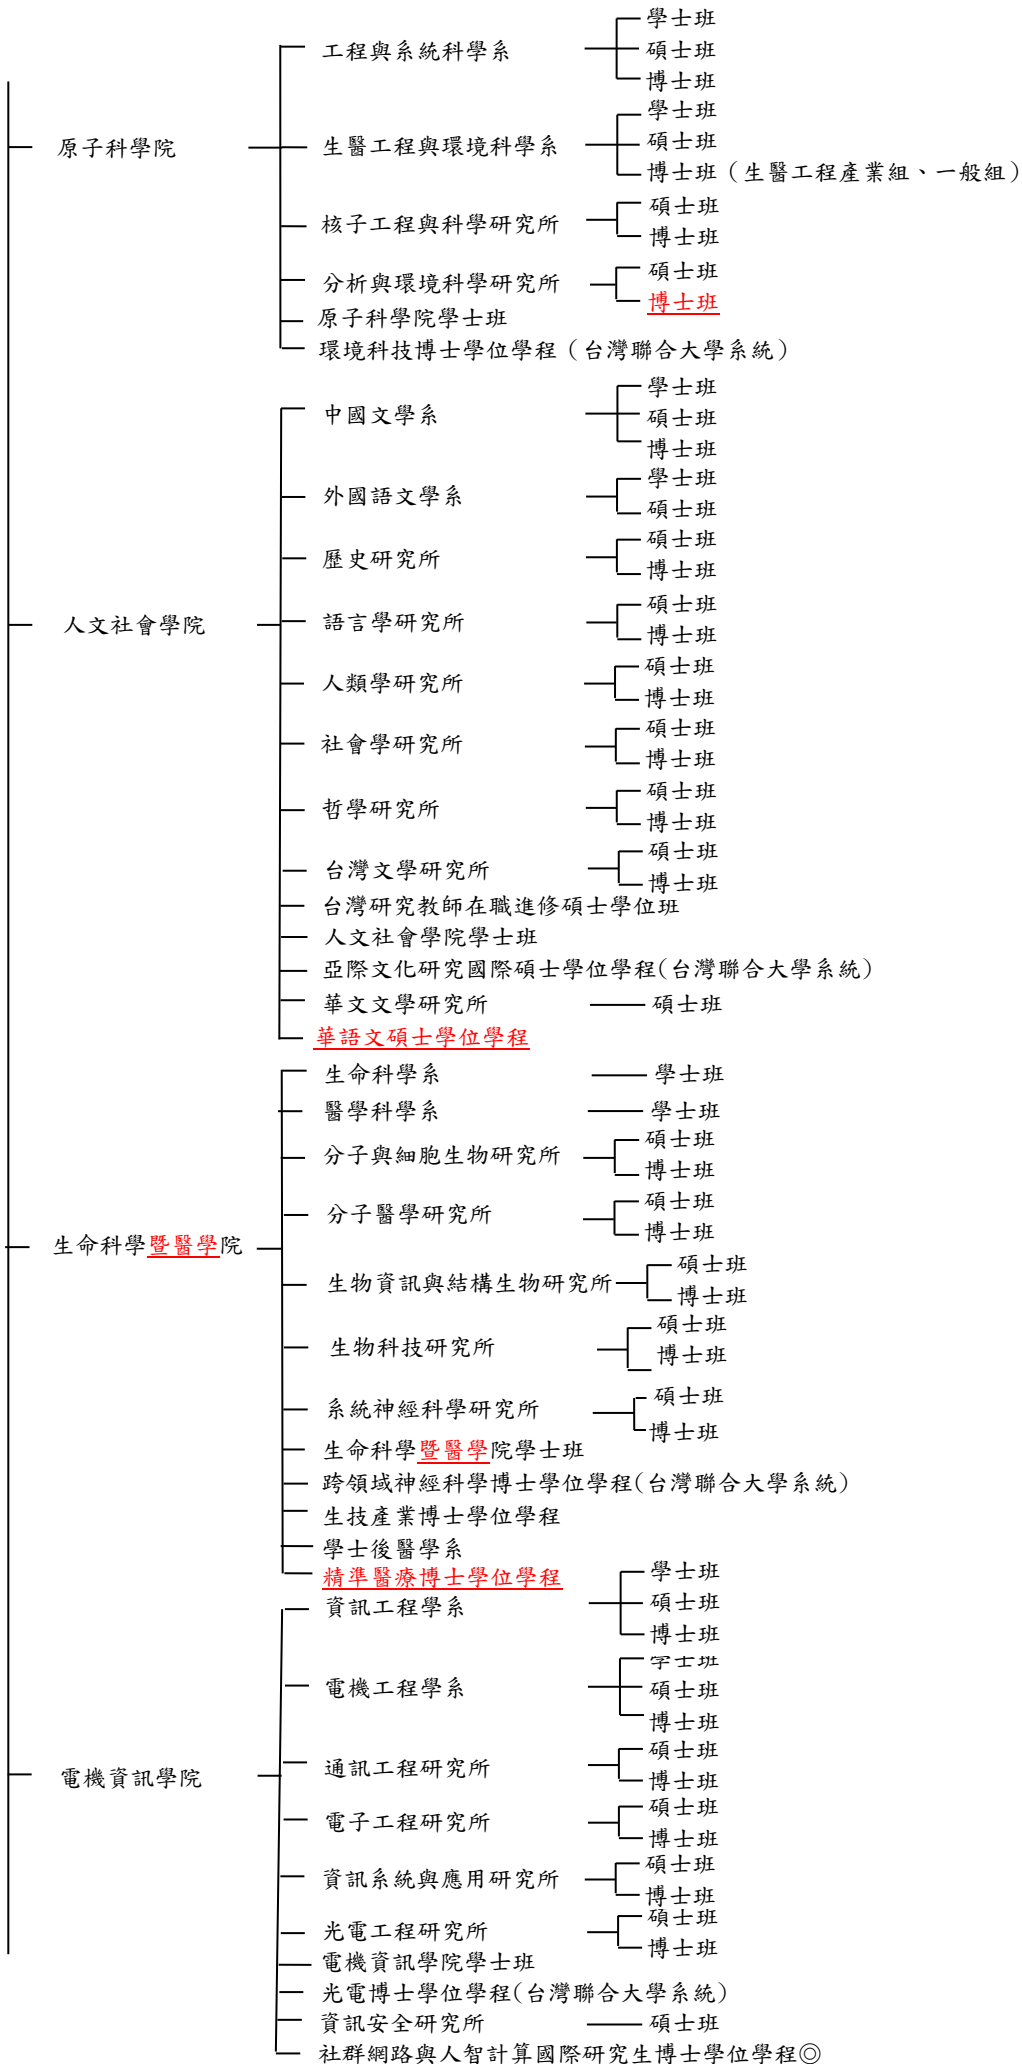 原子科學院
工程與系統科學系
學士班
碩士班
博士班
生醫工程與環境科學系
學士班
碩士班
博士班（生醫工程產業組、一般組）
核子工程與科學研究所
碩士班
博士班
分析與環境科學研究所
碩士班
博士班
原子科學院學士班
環境科技博士學位學程（台灣聯合大學系統）
人文社會學院
中國文學系
學士班
碩士班
博士班
外國語文學系
學士班
碩士班
歷史研究所
碩士班
博士班
語言學研究所
碩士班
博士班
人類學研究所
碩士班
博士班
社會學研究所
碩士班
博士班
哲學研究所
碩士班
博士班
台灣文學研究所
碩士班
博士班
台灣研究教師在職進修碩士學位班
人文社會學院學士班
亞際文化研究國際碩士學位學程(台灣聯合大學系統)
華文文學研究所 碩士班
華語文碩士學位學程
生命科學暨醫學院
生命科學系 學士班
醫學科學系 學士班
分子與細胞生物研究所
碩士班
博士班
分子醫學研究所
碩士班
博士班
生物資訊與結構生物研究所
碩士班
博士班
生物科技研究所
碩士班
博士班
系統神經科學研究所
碩士班
博士班
生命科學暨醫學院學士班
跨領域神經科學博士學位學程(台灣聯合大學系統)
生技產業博士學位學程
學士後醫學系
精準醫療博士學位學程
電機資訊學院
資訊工程學系
學士班
碩士班
博士班
電機工程學系
學士班
碩士班
博士班
通訊工程研究所
碩士班
博士班
電子工程研究所
碩士班
博士班
資訊系統與應用研究所
碩士班
博士班
光電工程研究所
碩士班
博士班
電機資訊學院學士班
光電博士學位學程(台灣聯合大學系統)
資訊安全研究所 碩士班
社群網路與人智計算國際研究生博士學位學程◎